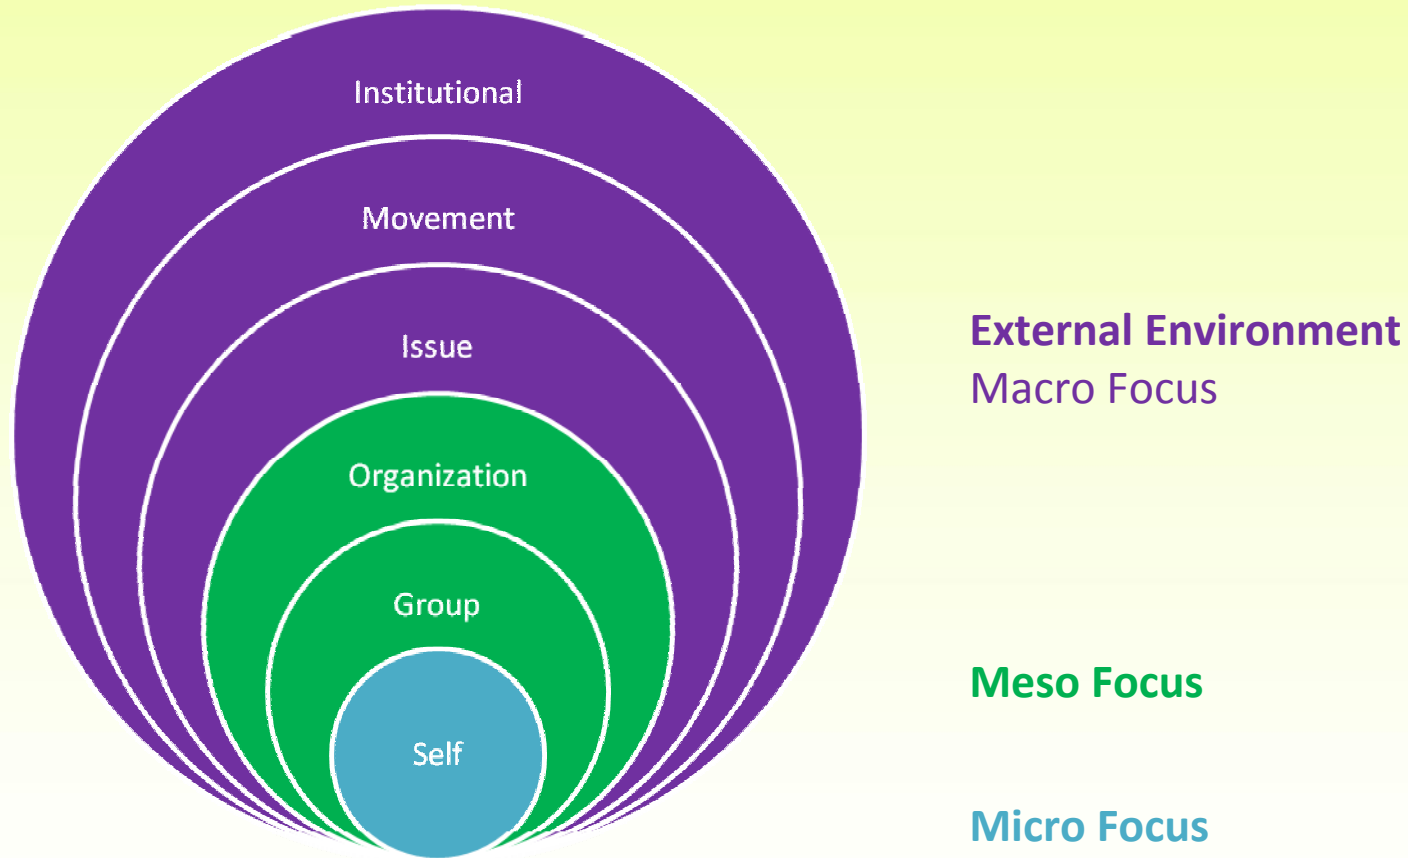 Institutional
Movement
Issue
Organization
Group
Self
External Environment
Macro Focus
Meso Focus
Micro Focus